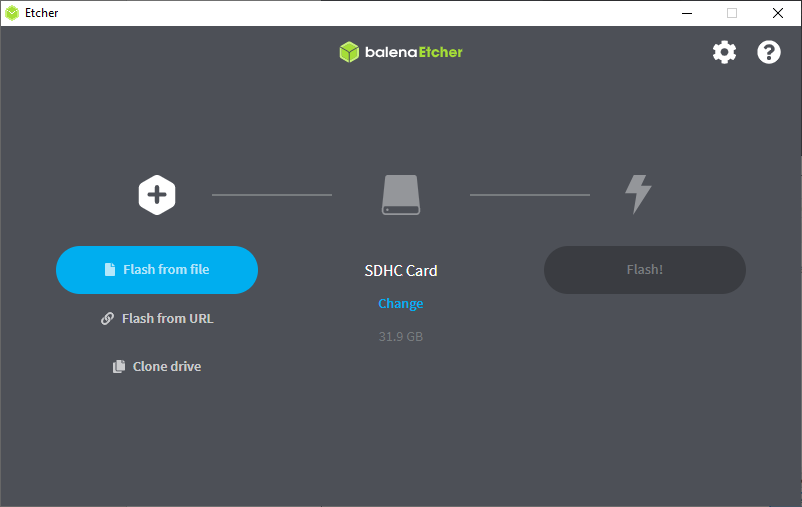 Etcher
balenaEtcher
Flash from file
Flash from URL
Clone drive
SDHC Card
Change
31.9 GB
Flash!